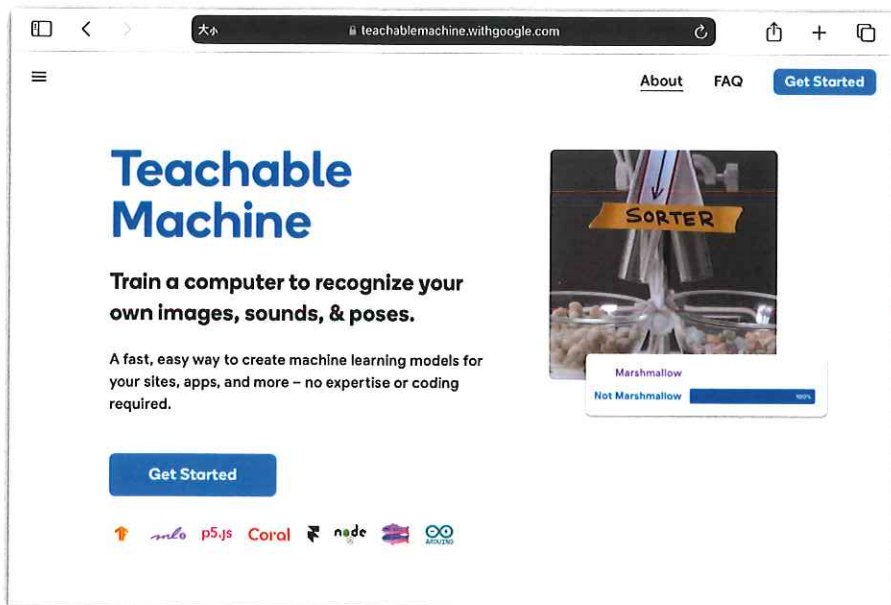 大小 teachablemachine.withgoogle.com
About FAQ Get Started
Teachable
Machine
SORTER
Train a computer to recognize your
own images, sounds, & poses.
A fast, easy way to create machine learning models for
your sites, apps, and more – no expertise or coding
required.
Marshmallow
Not Marshmallow 100%
Get Started
p5.js Coral node ARDUINO